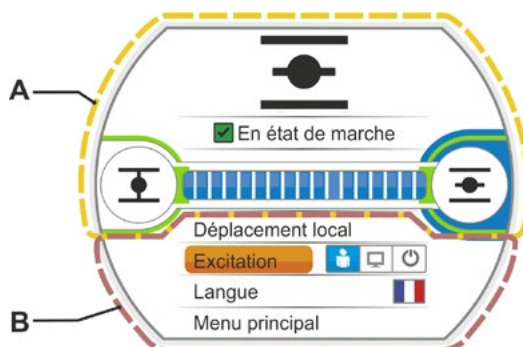 A
En état de marche
Déplacement local
Excitation
Langue
Menu principal
B